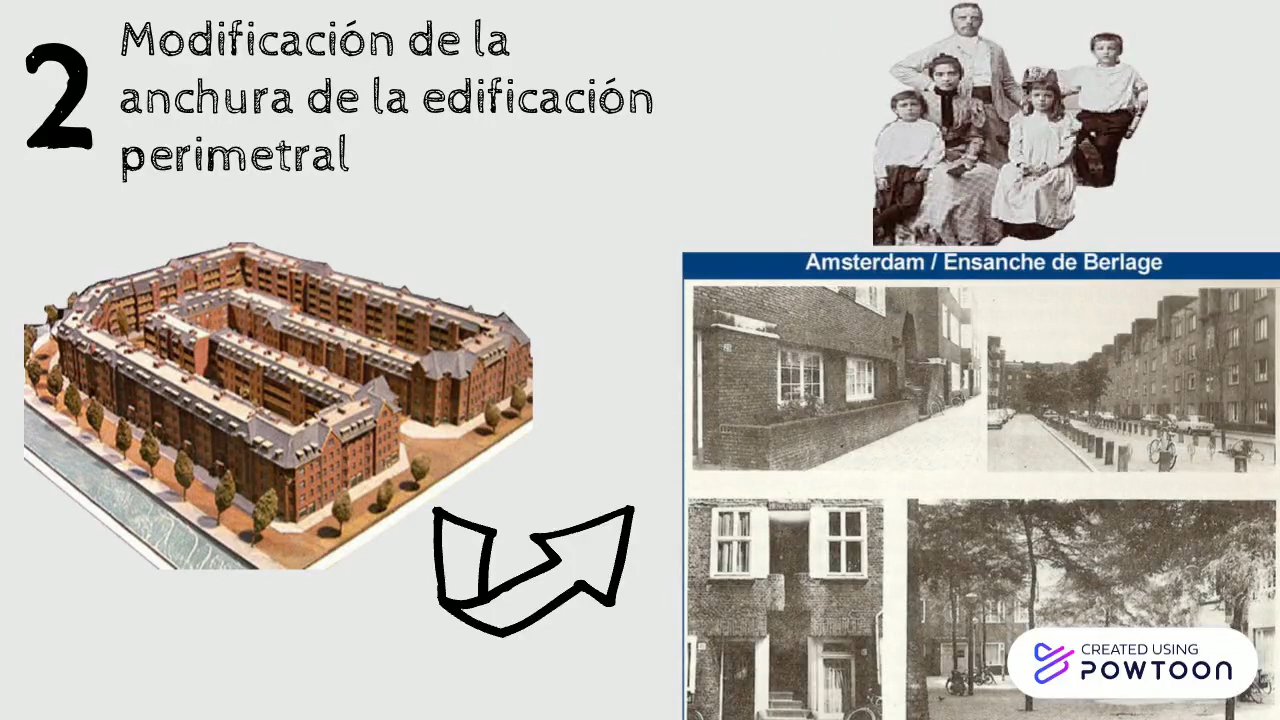 2
Modificación de la
anchura de la edificación
perimetral
Amsterdam / Ensanche de Berlage
CREATED USING
POWTOON